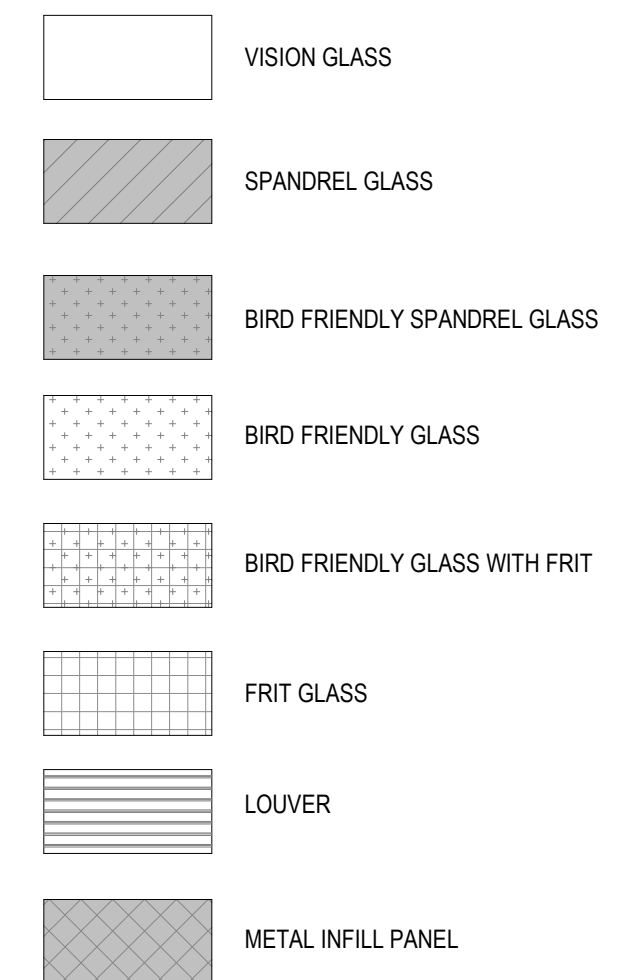 VISION GLASS
SPANDREL GLASS
BIRD FRIENDLY SPANDREL GLASS
BIRD FRIENDLY GLASS
BIRD FRIENDLY GLASS WITH FRIT
FRIT GLASS
LOUVER
METAL INFILL PANEL